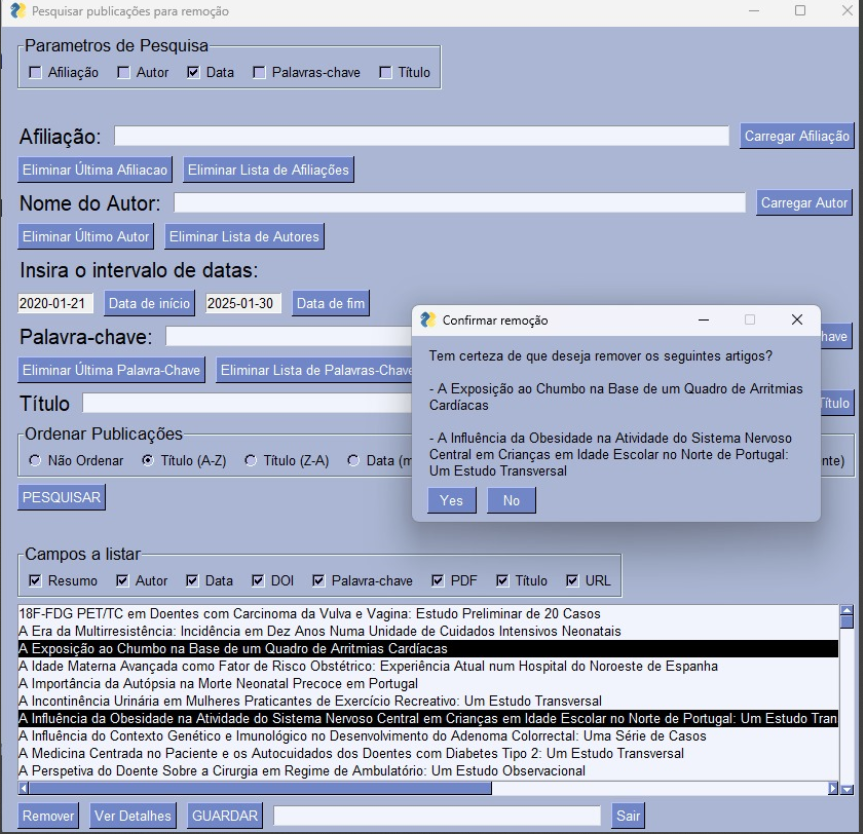 Pesquisar publicações para remoção
Parametros de Pesquisa
Afiliação Autor Data Palavras-chave Título
Afiliação: Carregar Afiliação
Eliminar Última Afiliacao Eliminar Lista de Afiliações
Nome do Autor: Carregar Autor
Eliminar Último Autor Eliminar Lista de Autores
Insira o intervalo de datas:
2020-01-21 Data de início 2025-01-30 Data de fim
Palavra-chave: have
Eliminar Última Palavra-Chave Eliminar Lista de Palavras-Chave
Título Título
Ordenar Publicações
Não Ordenar Título (A-Z) Título (Z-A) Data (m nte)
PESQUISAR
Confirmar remoção
Tem certeza de que deseja remover os seguintes artigos?
- A Exposição ao Chumbo na Base de um Quadro de Arritmias
Cardíacas
- A Influência da Obesidade na Atividade do Sistema Nervoso
Central em Crianças em Idade Escolar no Norte de Portugal:
Um Estudo Transversal
Yes No
Campos a listar
Resumo Autor Data DOI Palavra-chave PDF Título URL
18F-FDG PET/TC em Doentes com Carcinoma da Vulva e Vagina: Estudo Preliminar de 20 Casos
A Era da Multirresistência: Incidência em Dez Anos Numa Unidade de Cuidados Intensivos Neonatais
A Exposição ao Chumbo na Base de um Quadro de Arritmias Cardíacas
A Idade Materna Avançada como Fator de Risco Obstétrico: Experiência Atual num Hospital do Noroeste de Espanha
A Importância da Autópsia na Morte Neonatal Precoce em Portugal
A Incontinência Urinária em Mulheres Praticantes de Exercício Recreativo: Um Estudo Transversal
A Influência da Obesidade na Atividade do Sistema Nervoso Central em Crianças em Idade Escolar no Norte de Portugal: Um Estudo Tran
A Influência do Contexto Genético e Imunológico no Desenvolvimento do Adenoma Colorrectal: Uma Série de Casos
A Medicina Centrada no Paciente e os Autocuidados dos Doentes com Diabetes Tipo 2: Um Estudo Transversal
A Perspetiva do Doente Sobre a Cirurgia em Regime de Ambulatório: Um Estudo Observacional
Remover Ver Detalhes GUARDAR Sair